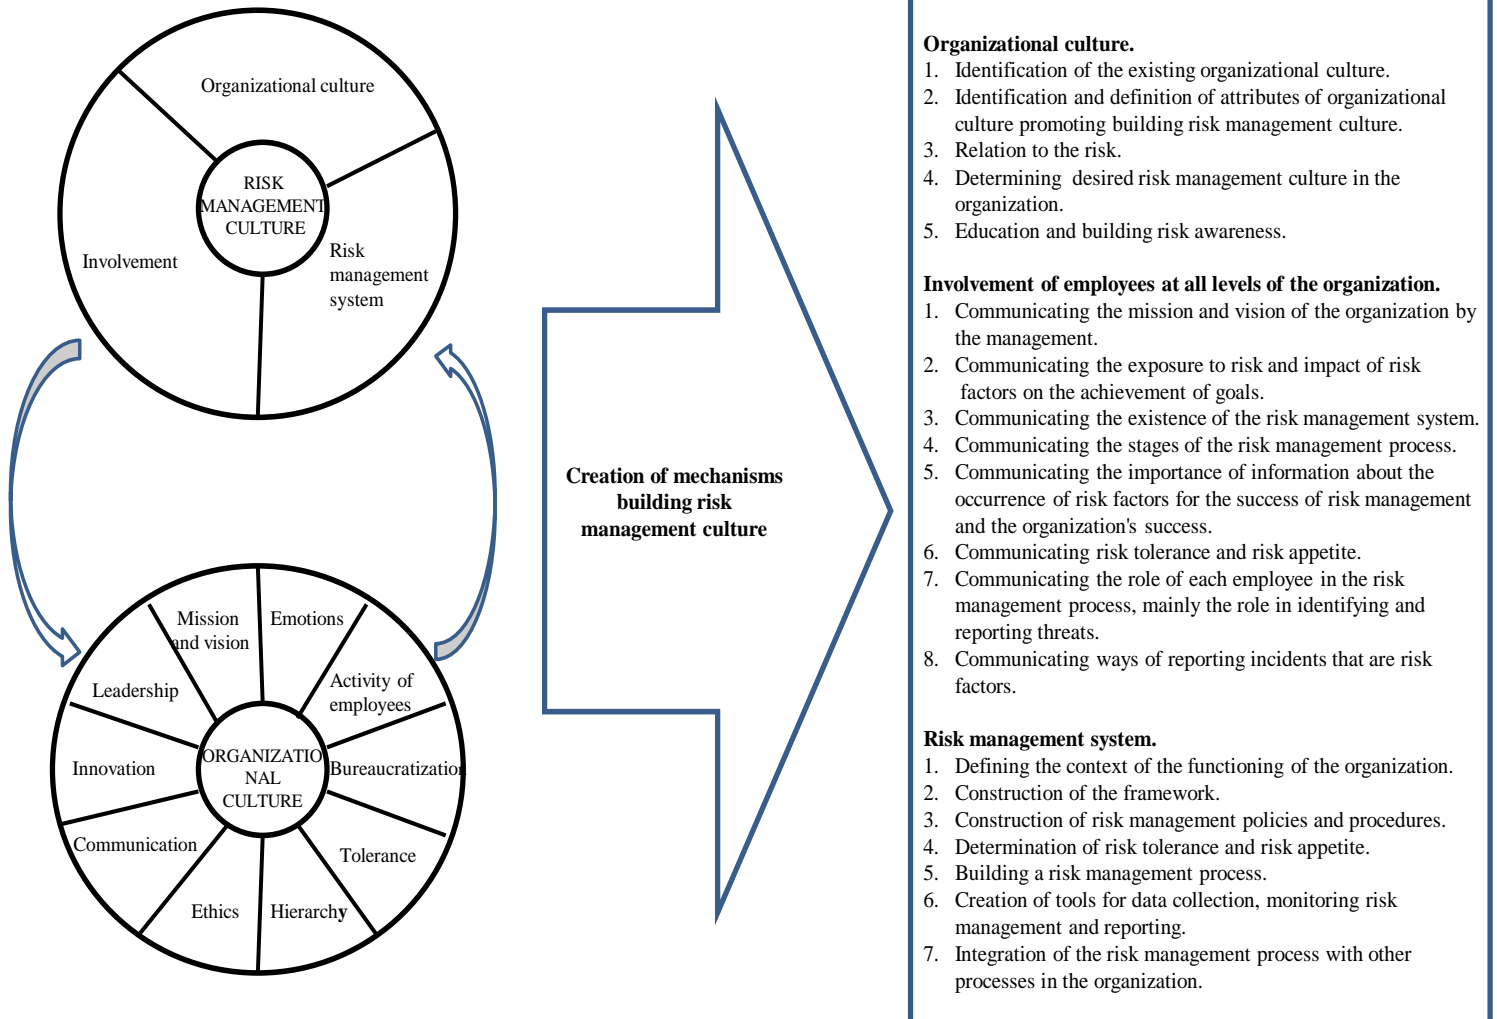 Organizational culture
RISK
MANAGEMENT
CULTURE
Involvement
Risk
management
system
Mission
and vision
Emotions
Leadership
Activity of
employees
Innovation
ORGANIZATIO
NAL
CULTURE
Bureaucratization
Communication
Tolerance
Ethics
Hierarchy
Creation of mechanisms
building risk
management culture
Organizational culture.
1. Identification of the existing organizational culture.
2. Identification and definition of attributes of organizational
culture promoting building risk management culture.
3. Relation to the risk.
4. Determining desired risk management culture in the
organization.
5. Education and building risk awareness.
Involvement of employees at all levels of the organization.
1. Communicating the mission and vision of the organization by
the management.
2. Communicating the exposure to risk and impact of risk
factors on the achievement of goals.
3. Communicating the existence of the risk management system.
4. Communicating the stages of the risk management process.
5. Communicating the importance of information about the
occurrence of risk factors for the success of risk management
and the organization's success.
6. Communicating risk tolerance and risk appetite.
7. Communicating the role of each employee in the risk
management process, mainly the role in identifying and
reporting threats.
8. Communicating ways of reporting incidents that are risk
factors.
Risk management system.
1. Defining the context of the functioning of the organization.
2. Construction of the framework.
3. Construction of risk management policies and procedures.
4. Determination of risk tolerance and risk appetite.
5. Building a risk management process.
6. Creation of tools for data collection, monitoring risk
management and reporting.
7. Integration of the risk management process with other
processes in the organization.